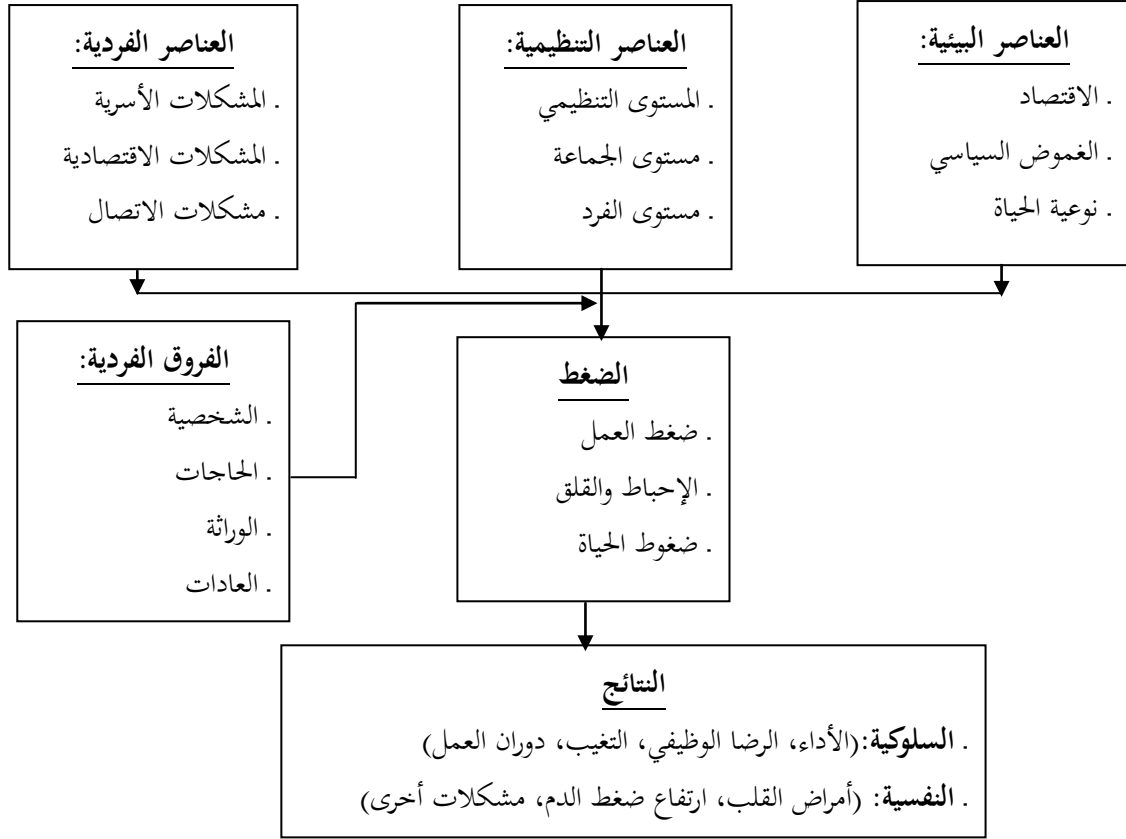 العناصر البيئية:
. الاقتصاد
. الغموض السياسي
. نوعية الحياة
العناصر التنظيمية:
. المستوى التنظيمي
. مستوى الجماعة
. مستوى الفرد
العناصر الفردية:
. المشكلات الأسرية
. المشكلات الاقتصادية
. مشكلات الاتصال
الضغط
. ضغط العمل
. الإحباط والقلق
. ضغوط الحياة
الفروق الفردية:
. الشخصية
. الحاجات
. الوراثة
. العادات
النتائج
. السلوكية:(الأداء، الرضا الوظيفي، التغيب، دوران العمل)
. النفسية: (أمراض القلب، ارتفاع ضغط الدم، مشكلات أخرى)